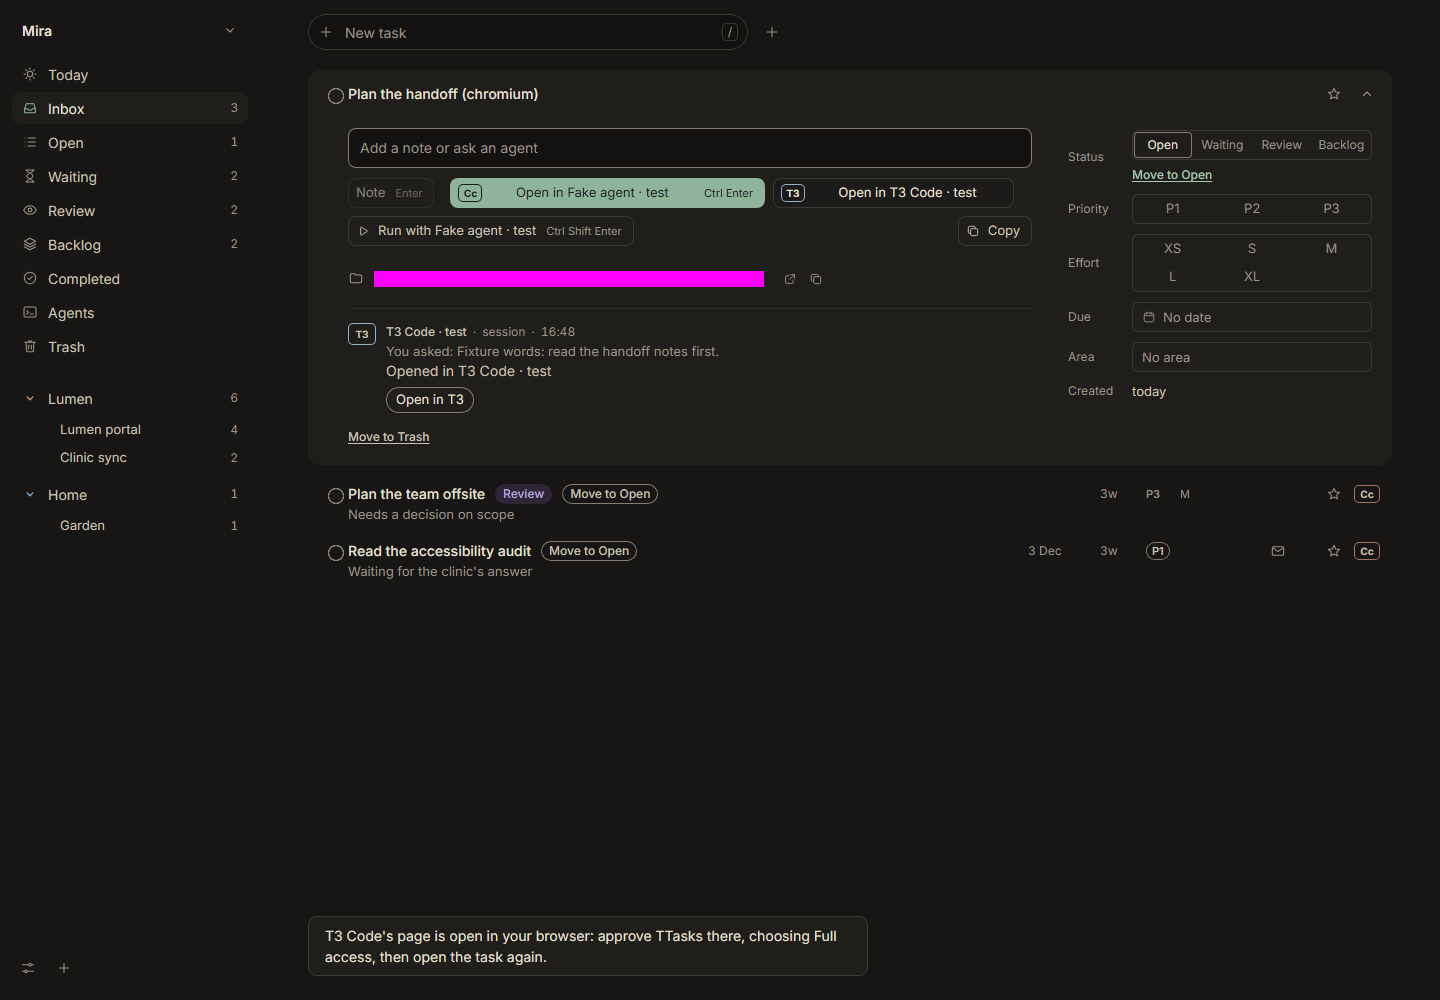 Mira
Today
Inbox 3
Open 1
Waiting 2
Review 2
Backlog 2
Completed
Agents
Trash
Lumen 6
Lumen portal 4
Clinic sync 2
Home 1
Garden 1
New task /
Plan the handoff (chromium)
Add a note or ask an agent
Note Enter
Cc Open in Fake agent · test Ctrl Enter
T3 Open in T3 Code · test
Run with Fake agent · test Ctrl Shift Enter
Copy
T3 T3 Code · test · session · 16:48
You asked: Fixture words: read the handoff notes first.
Opened in T3 Code · test
Open in T3
Move to Trash
Status Open Waiting Review Backlog
Move to Open
Priority P1 P2 P3
Effort XS S M
L XL
Due No date
Area No area
Created today
Plan the team offsite Review Move to Open 3w P3 M Cc
Needs a decision on scope
Read the accessibility audit Move to Open 3 Dec 3w P1 Cc
Waiting for the clinic's answer
T3 Code's page is open in your browser: approve TTasks there, choosing Full
access, then open the task again.